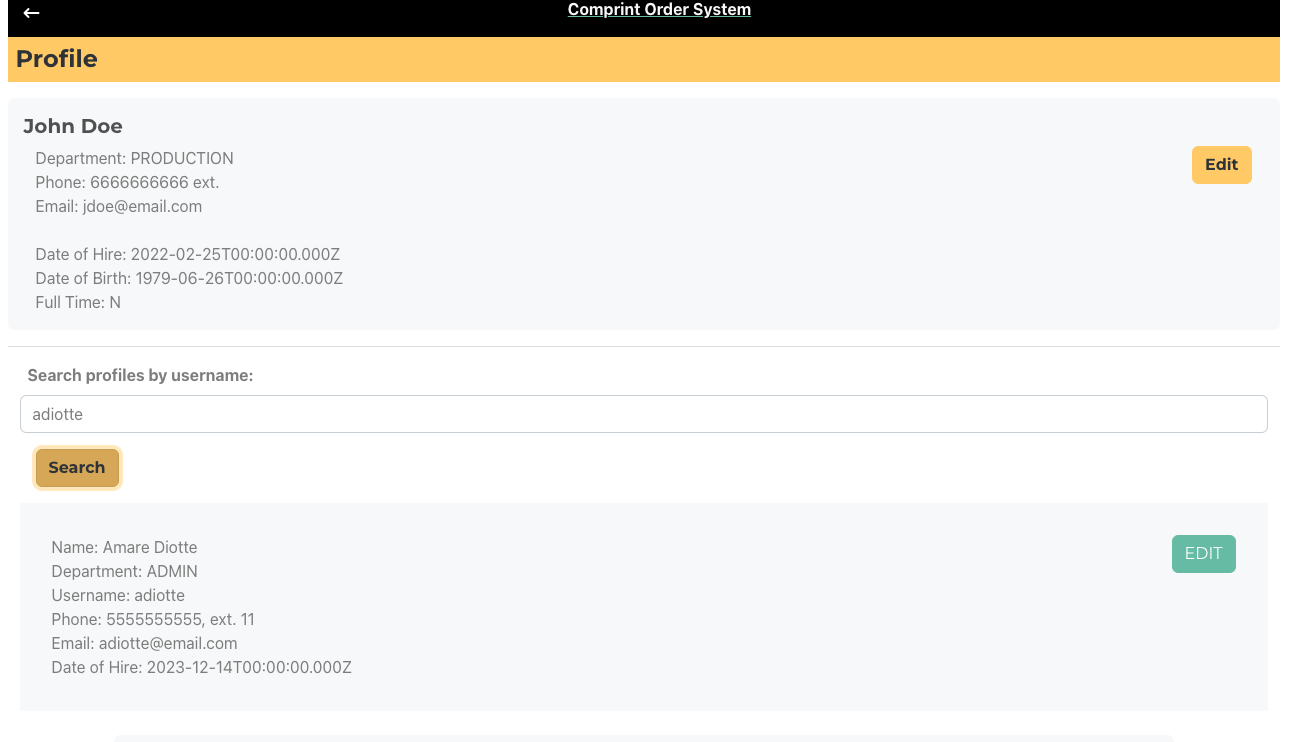 ←
Comprint Order System
Profile
John Doe
Department: PRODUCTION
Edit
Phone: 6666666666 ext.
Email: jdoe@email.com
Date of Hire: 2022-02-25T00:00:00.000Z
Date of Birth: 1979-06-26T00:00:00.000Z
Full Time: N
Search profiles by username:
adiotte
Search
Name: Amare Diotte
EDIT
Department: ADMIN
Username: adiotte
Phone: 5555555555, ext. 11
Email: adiotte@email.com
Date of Hire: 2023-12-14T00:00:00.000Z